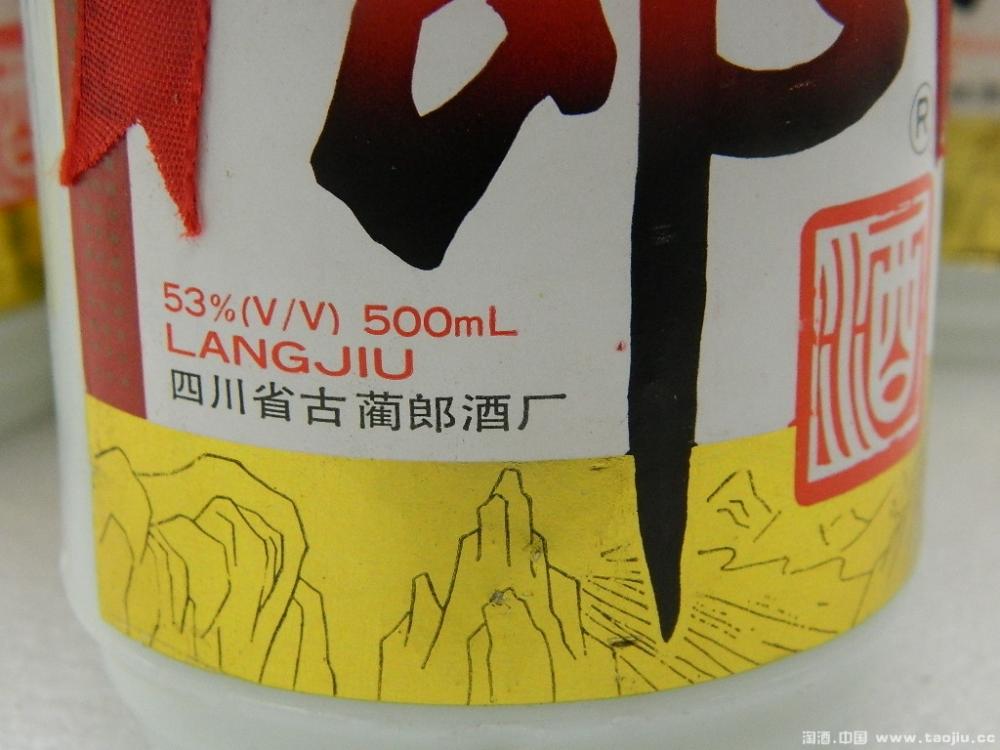 郎
®
酒
53%(V/V) 500mL
LANGJIU
四川省古蔺郎酒厂
淘酒.中国 www.taojiu.cc